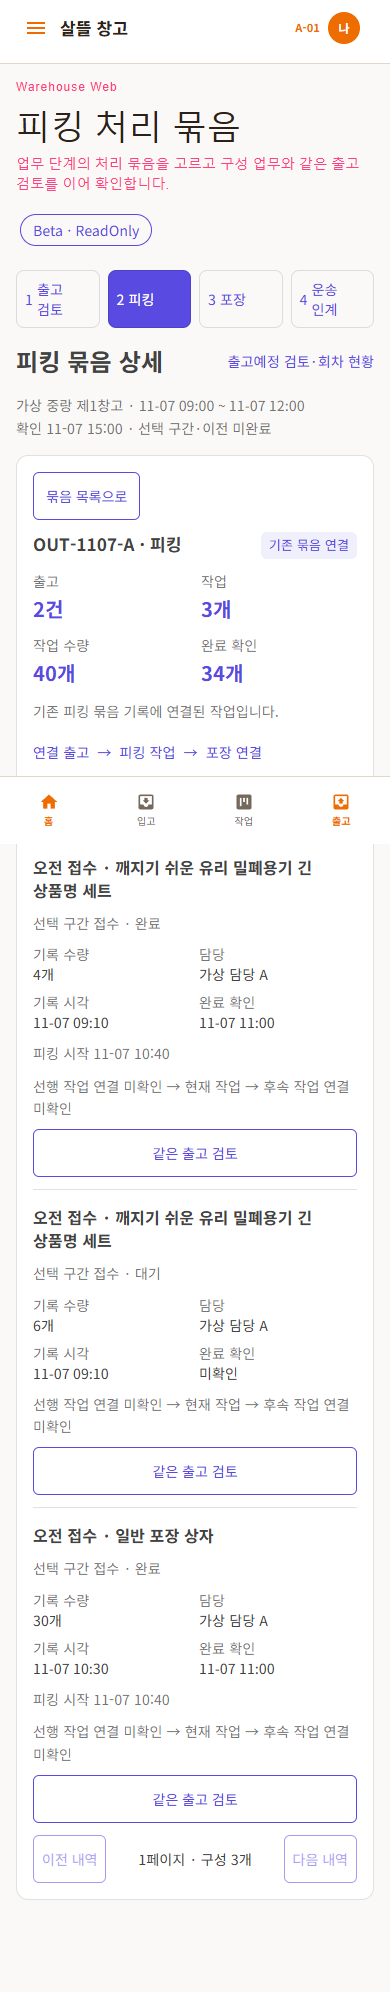 살뜰 창고
A-01
나
Warehouse Web
피킹 처리 묶음
업무 단계의 처리 묶음을 고르고 구성 업무와 같은 출고
검토를 이어 확인합니다.
Beta · ReadOnly
1 출고 검토
2 피킹
3 포장
4 운송 인계
피킹 묶음 상세
출고예정 검토·회차 현황
가상 중랑 제1창고 · 11-07 09:00 ~ 11-07 12:00
확인 11-07 15:00 · 선택 구간·이전 미완료
묶음 목록으로
OUT-1107-A · 피킹
기존 묶음 연결
출고
작업
2건
3개
작업 수량
완료 확인
40개
34개
기존 피킹 묶음 기록에 연결된 작업입니다.
연결 출고 → 피킹 작업 → 포장 연결
홈
입고
작업
출고
오전 접수 · 깨지기 쉬운 유리 밀폐용기 긴
상품명 세트
선택 구간 접수 · 완료
기록 수량
담당
4개
가상 담당 A
기록 시각
완료 확인
11-07 09:10
11-07 11:00
피킹 시작 11-07 10:40
선행 작업 연결 미확인 → 현재 작업 → 후속 작업 연결
미확인
같은 출고 검토
오전 접수 · 깨지기 쉬운 유리 밀폐용기 긴
상품명 세트
선택 구간 접수 · 대기
기록 수량
담당
6개
가상 담당 A
기록 시각
완료 확인
11-07 09:10
미확인
선행 작업 연결 미확인 → 현재 작업 → 후속 작업 연결
미확인
같은 출고 검토
오전 접수 · 일반 포장 상자
선택 구간 접수 · 완료
기록 수량
담당
30개
가상 담당 A
기록 시각
완료 확인
11-07 10:30
11-07 11:00
피킹 시작 11-07 10:40
선행 작업 연결 미확인 → 현재 작업 → 후속 작업 연결
미확인
같은 출고 검토
이전 내역
1페이지 · 구성 3개
다음 내역